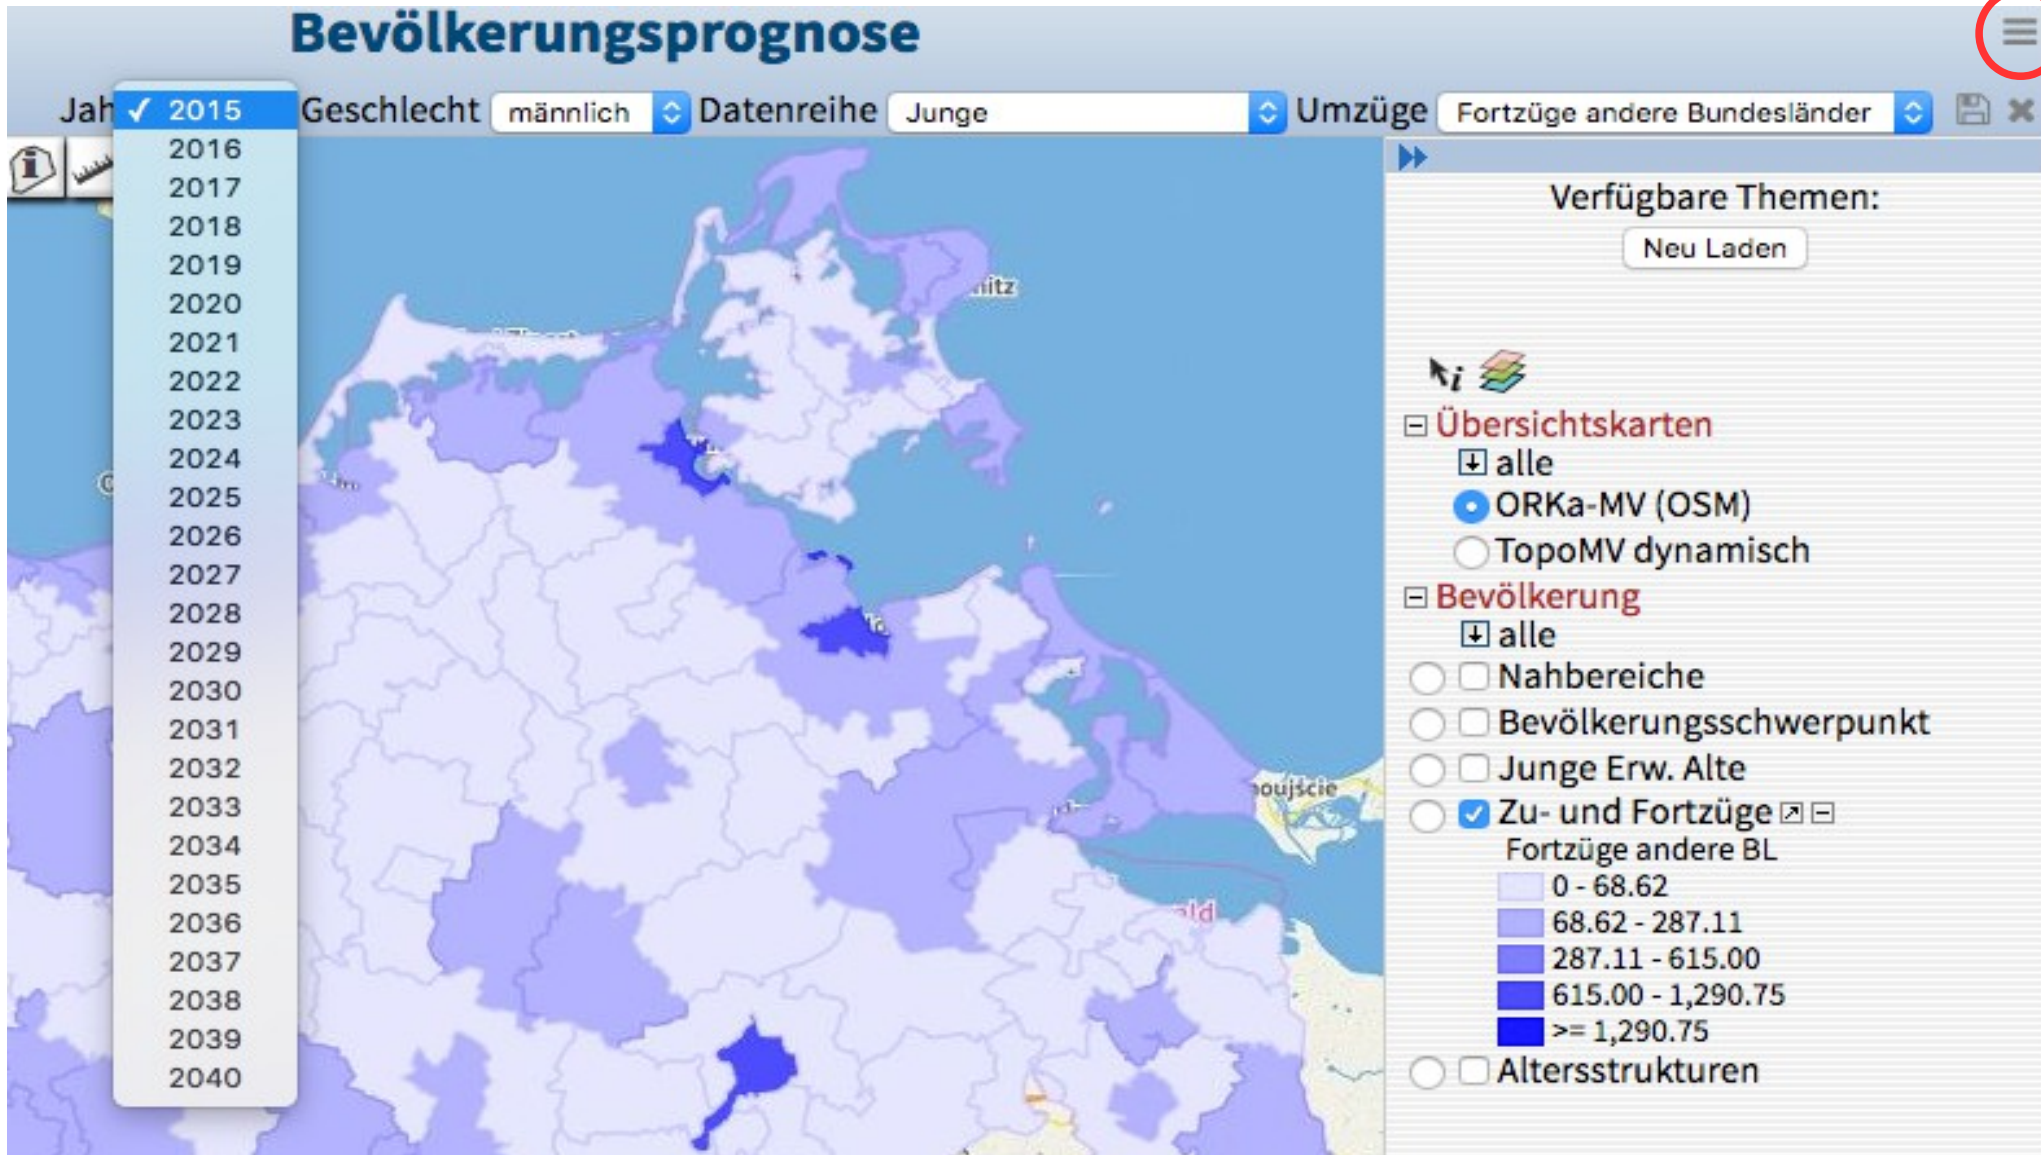 Bevölkerungsprognose
Jah ✓ 2015 Geschlecht männlich Datenreihe Junge Umzüge Fortzüge andere Bundesländer
2016
2017
2018
2019
2020
2021
2022
2023
2024
2025
2026
2027
2028
2029
2030
2031
2032
2033
2034
2035
2036
2037
2038
2039
2040
nitz
oujście
ald
Verfügbare Themen:
Neu Laden
Übersichtskarten
alle
ORKa-MV (OSM)
TopoMV dynamisch
Bevölkerung
alle
Nahbereiche
Bevölkerungsschwerpunkt
Junge Erw. Alte
Zu- und Fortzüge
Fortzüge andere BL
0 - 68.62
68.62 - 287.11
287.11 - 615.00
615.00 - 1,290.75
>= 1,290.75
Altersstrukturen